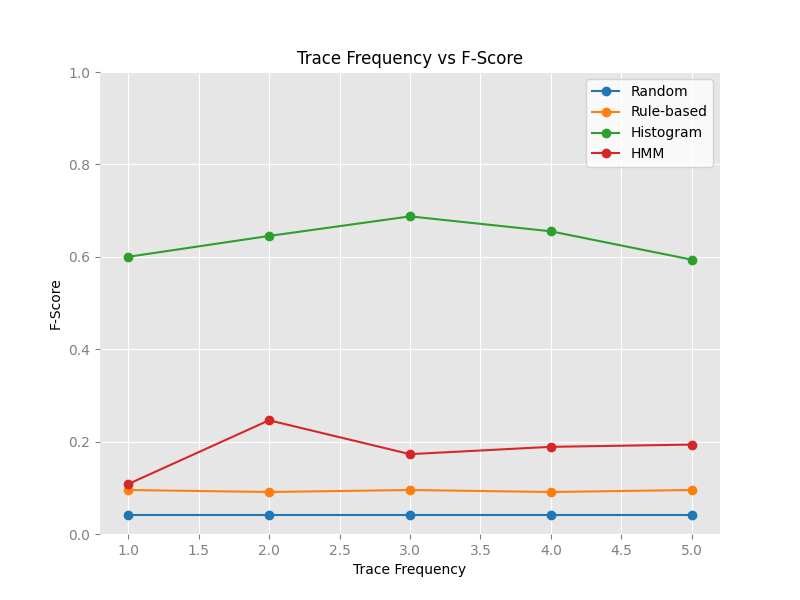 Trace Frequency vs F-Score
Random
Rule-based
Histogram
HMM
F-Score
1.0
0.8
0.6
0.4
0.2
0.0
1.0 1.5 2.0 2.5 3.0 3.5 4.0 4.5 5.0
Trace Frequency